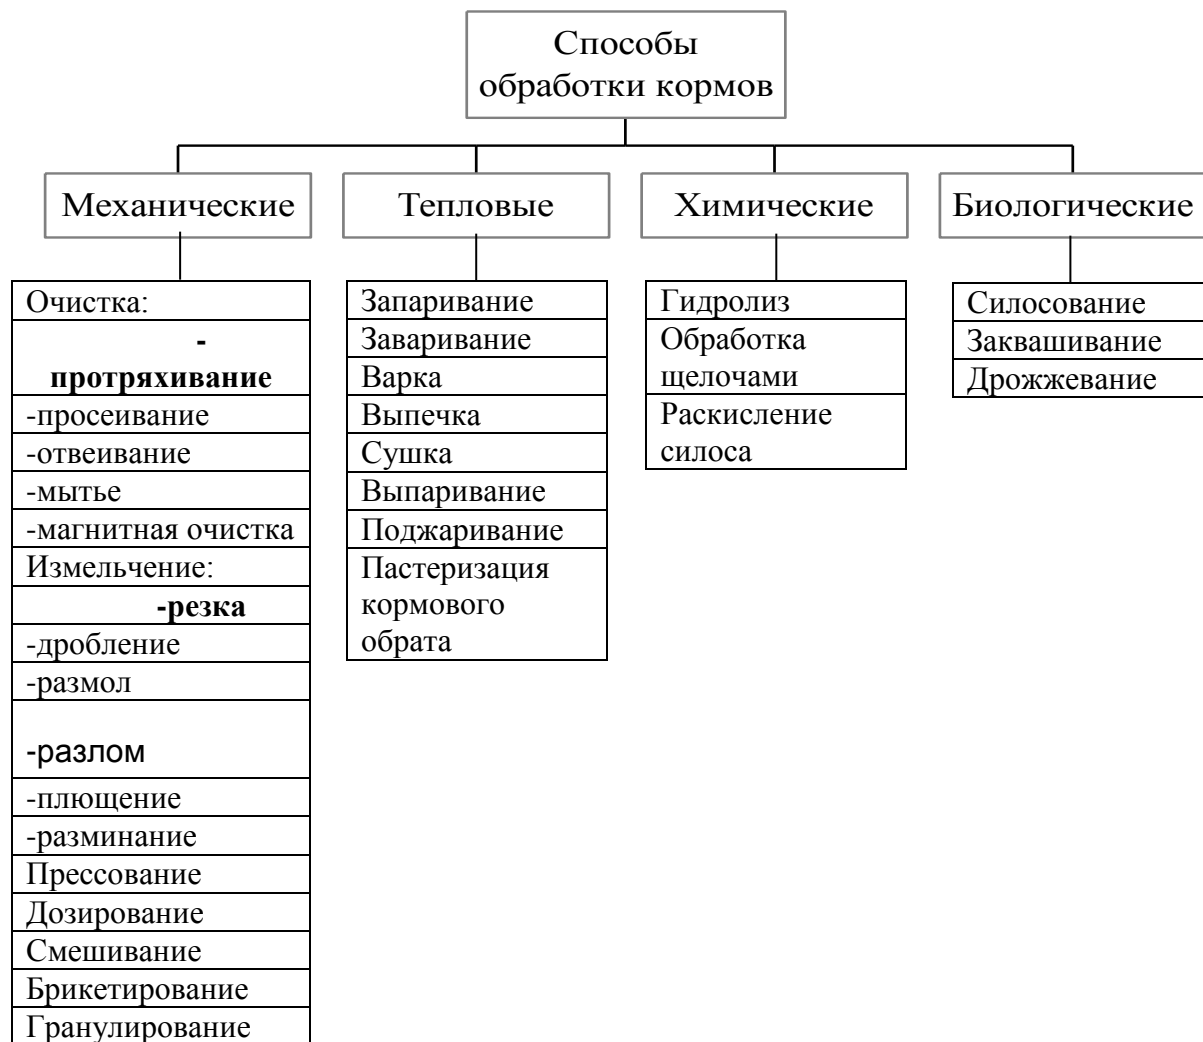 Способы
обработки кормов
Механические
Тепловые
Химические
Биологические
Очистка:
-
протряхивание
-просеивание
-отвеивание
-мытье
-магнитная очистка
Измельчение:
-резка
-дробление
-размол
-разлом
-плющение
-разминание
Прессование
Дозирование
Смешивание
Брикетирование
Гранулирование
Запаривание
Заваривание
Варка
Выпечка
Сушка
Выпаривание
Поджаривание
Пастеризация
кормового
обрата
Гидролиз
Обработка
щелочами
Раскисление
силоса
Силосование
Заквашивание
Дрожжевание